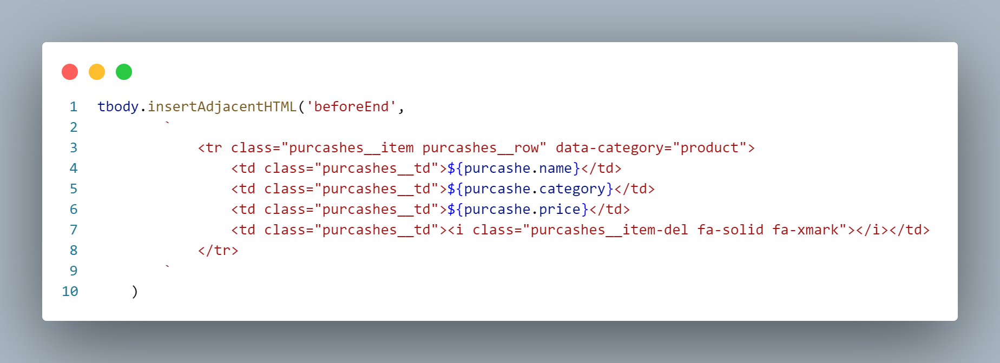 1 tbody.insertAdjacentHTML('beforeEnd',
2 `
3 <tr class="purcashes__item purcashes__row" data-category="product">
4 <td class="purcashes__td">${purcashe.name}</td>
5 <td class="purcashes__td">${purcashe.category}</td>
6 <td class="purcashes__td">${purcashe.price}</td>
7 <td class="purcashes__td"><i class="purcashes__item-del fa-solid fa-xmark"></i></td>
8 </tr>
9 `
10 )